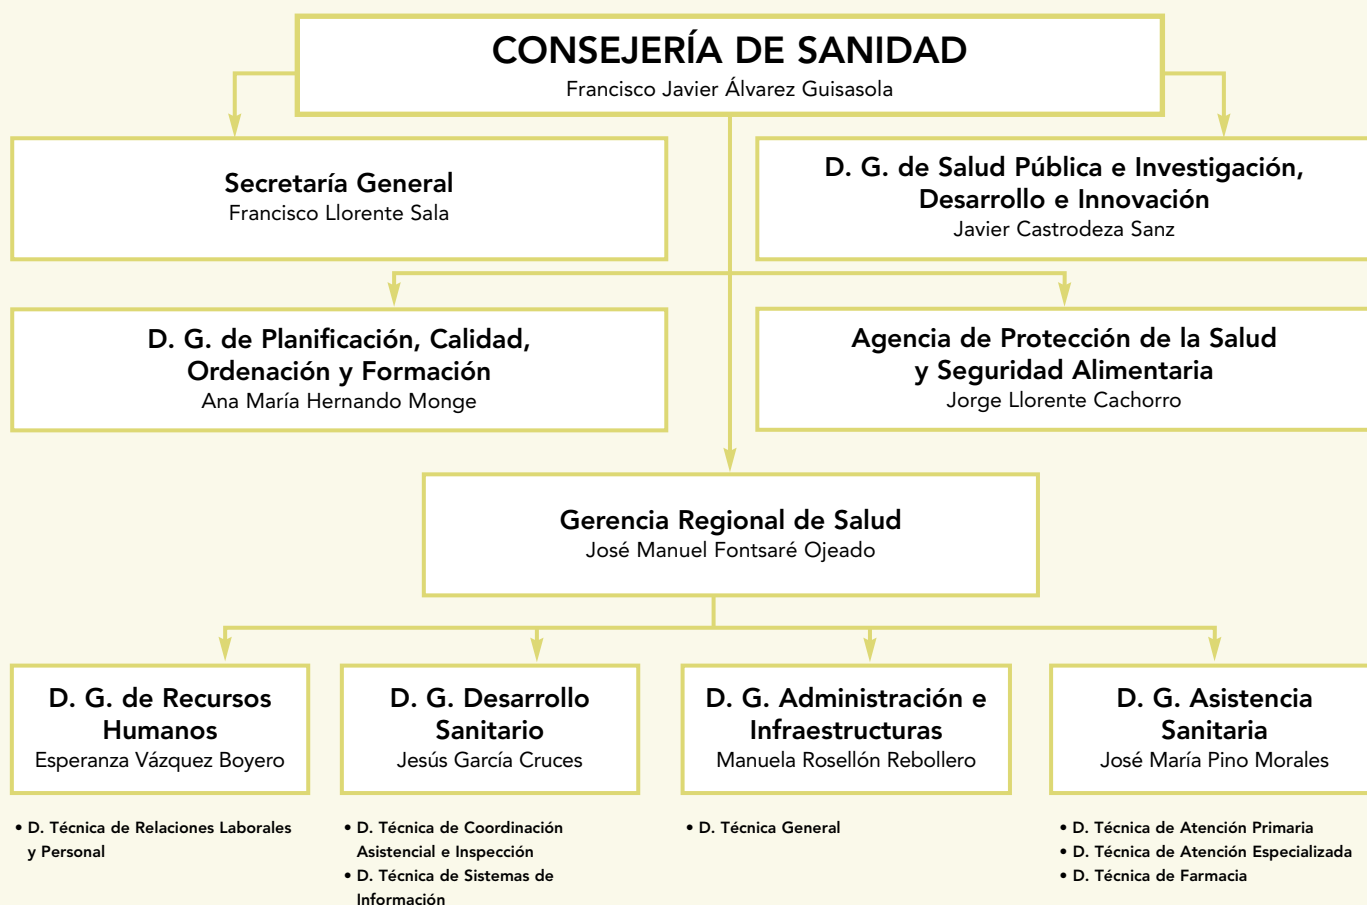 CONSEJERÍA DE SANIDAD
Francisco Javier Álvarez Guisasola
Secretaría General
Francisco Llorente Sala
D. G. de Salud Pública e Investigación,
Desarrollo e Innovación
Javier Castrodeza Sanz
D. G. de Planificación, Calidad,
Ordenación y Formación
Ana María Hernando Monge
Agencia de Protección de la Salud
y Seguridad Alimentaria
Jorge Llorente Cachorro
Gerencia Regional de Salud
José Manuel Fontsaré Ojeado
D. G. de Recursos
Humanos
Esperanza Vázquez Boyero
• D. Técnica de Relaciones Laborales
y Personal
D. G. Desarrollo
Sanitario
Jesús García Cruces
• D. Técnica de Coordinación
Asistencial e Inspección
• D. Técnica de Sistemas de
Información
D. G. Administración e
Infraestructuras
Manuela Rosellón Rebollero
• D. Técnica General
D. G. Asistencia
Sanitaria
José María Pino Morales
• D. Técnica de Atención Primaria
• D. Técnica de Atención Especializada
• D. Técnica de Farmacia